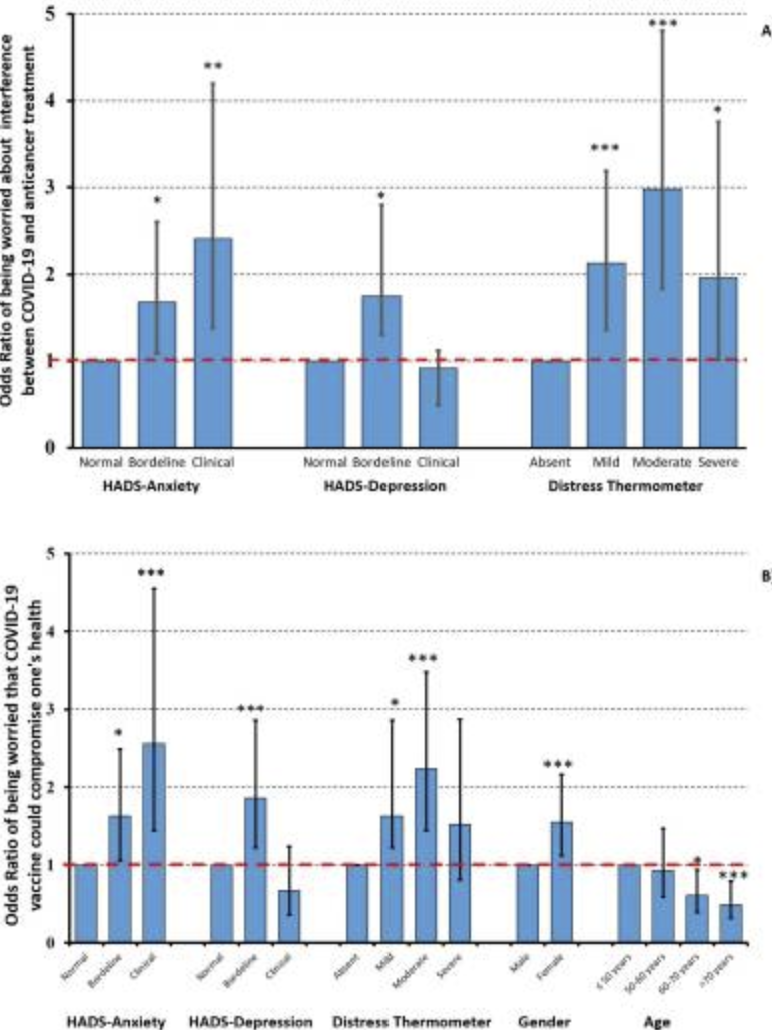 A
Odds Ratio of being worried about interference
between COVID-19 and anticancer treatment
5
4
3
2
1
0
***
**
*
***
*
*
Normal Bordeline Clinical
Normal Bordeline Clinical
Absent Mild Moderate Severe
HADS-Anxiety
HADS-Depression
Distress Thermometer
B)
Odds Ratio of being worried that COVID-19
vaccine could compromise one's health
5
4
3
2
1
0
***
***
*
***
*
***
*
***
Normal
Bordeline
Clinical
Normal
Bordeline
Clinical
Absent
Mild
Moderate
Severe
Male
Female
≤ 50 years
50-60 years
60-70 years
>70 years
HADS-Anxiety
HADS-Depression
Distress Thermometer
Gender
Age